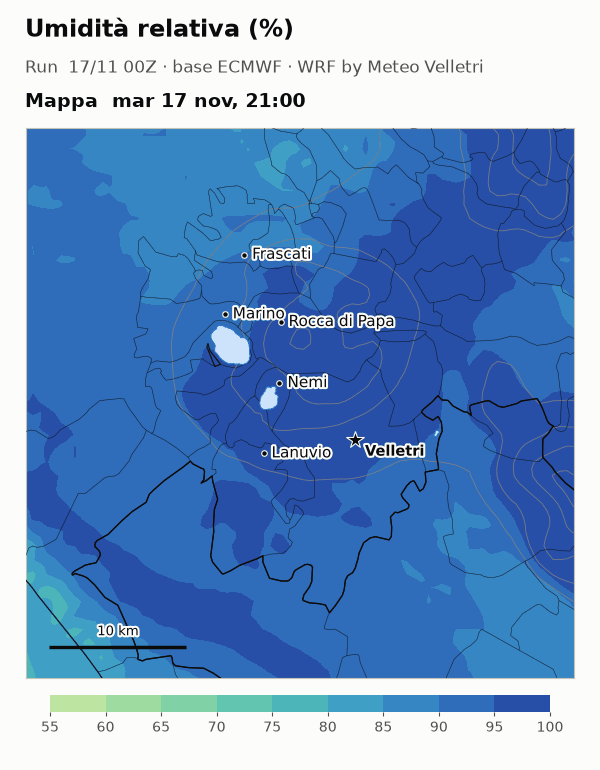 Umidità relativa (%)
Run  17/11 00Z · base ECMWF · WRF by Meteo Velletri
Mappa  mar 17 nov, 21:00
Frascati
Marino
Rocca di Papa
Nemi
Velletri
Lanuvio
10 km
55 60 65 70 75 80 85 90 95 100